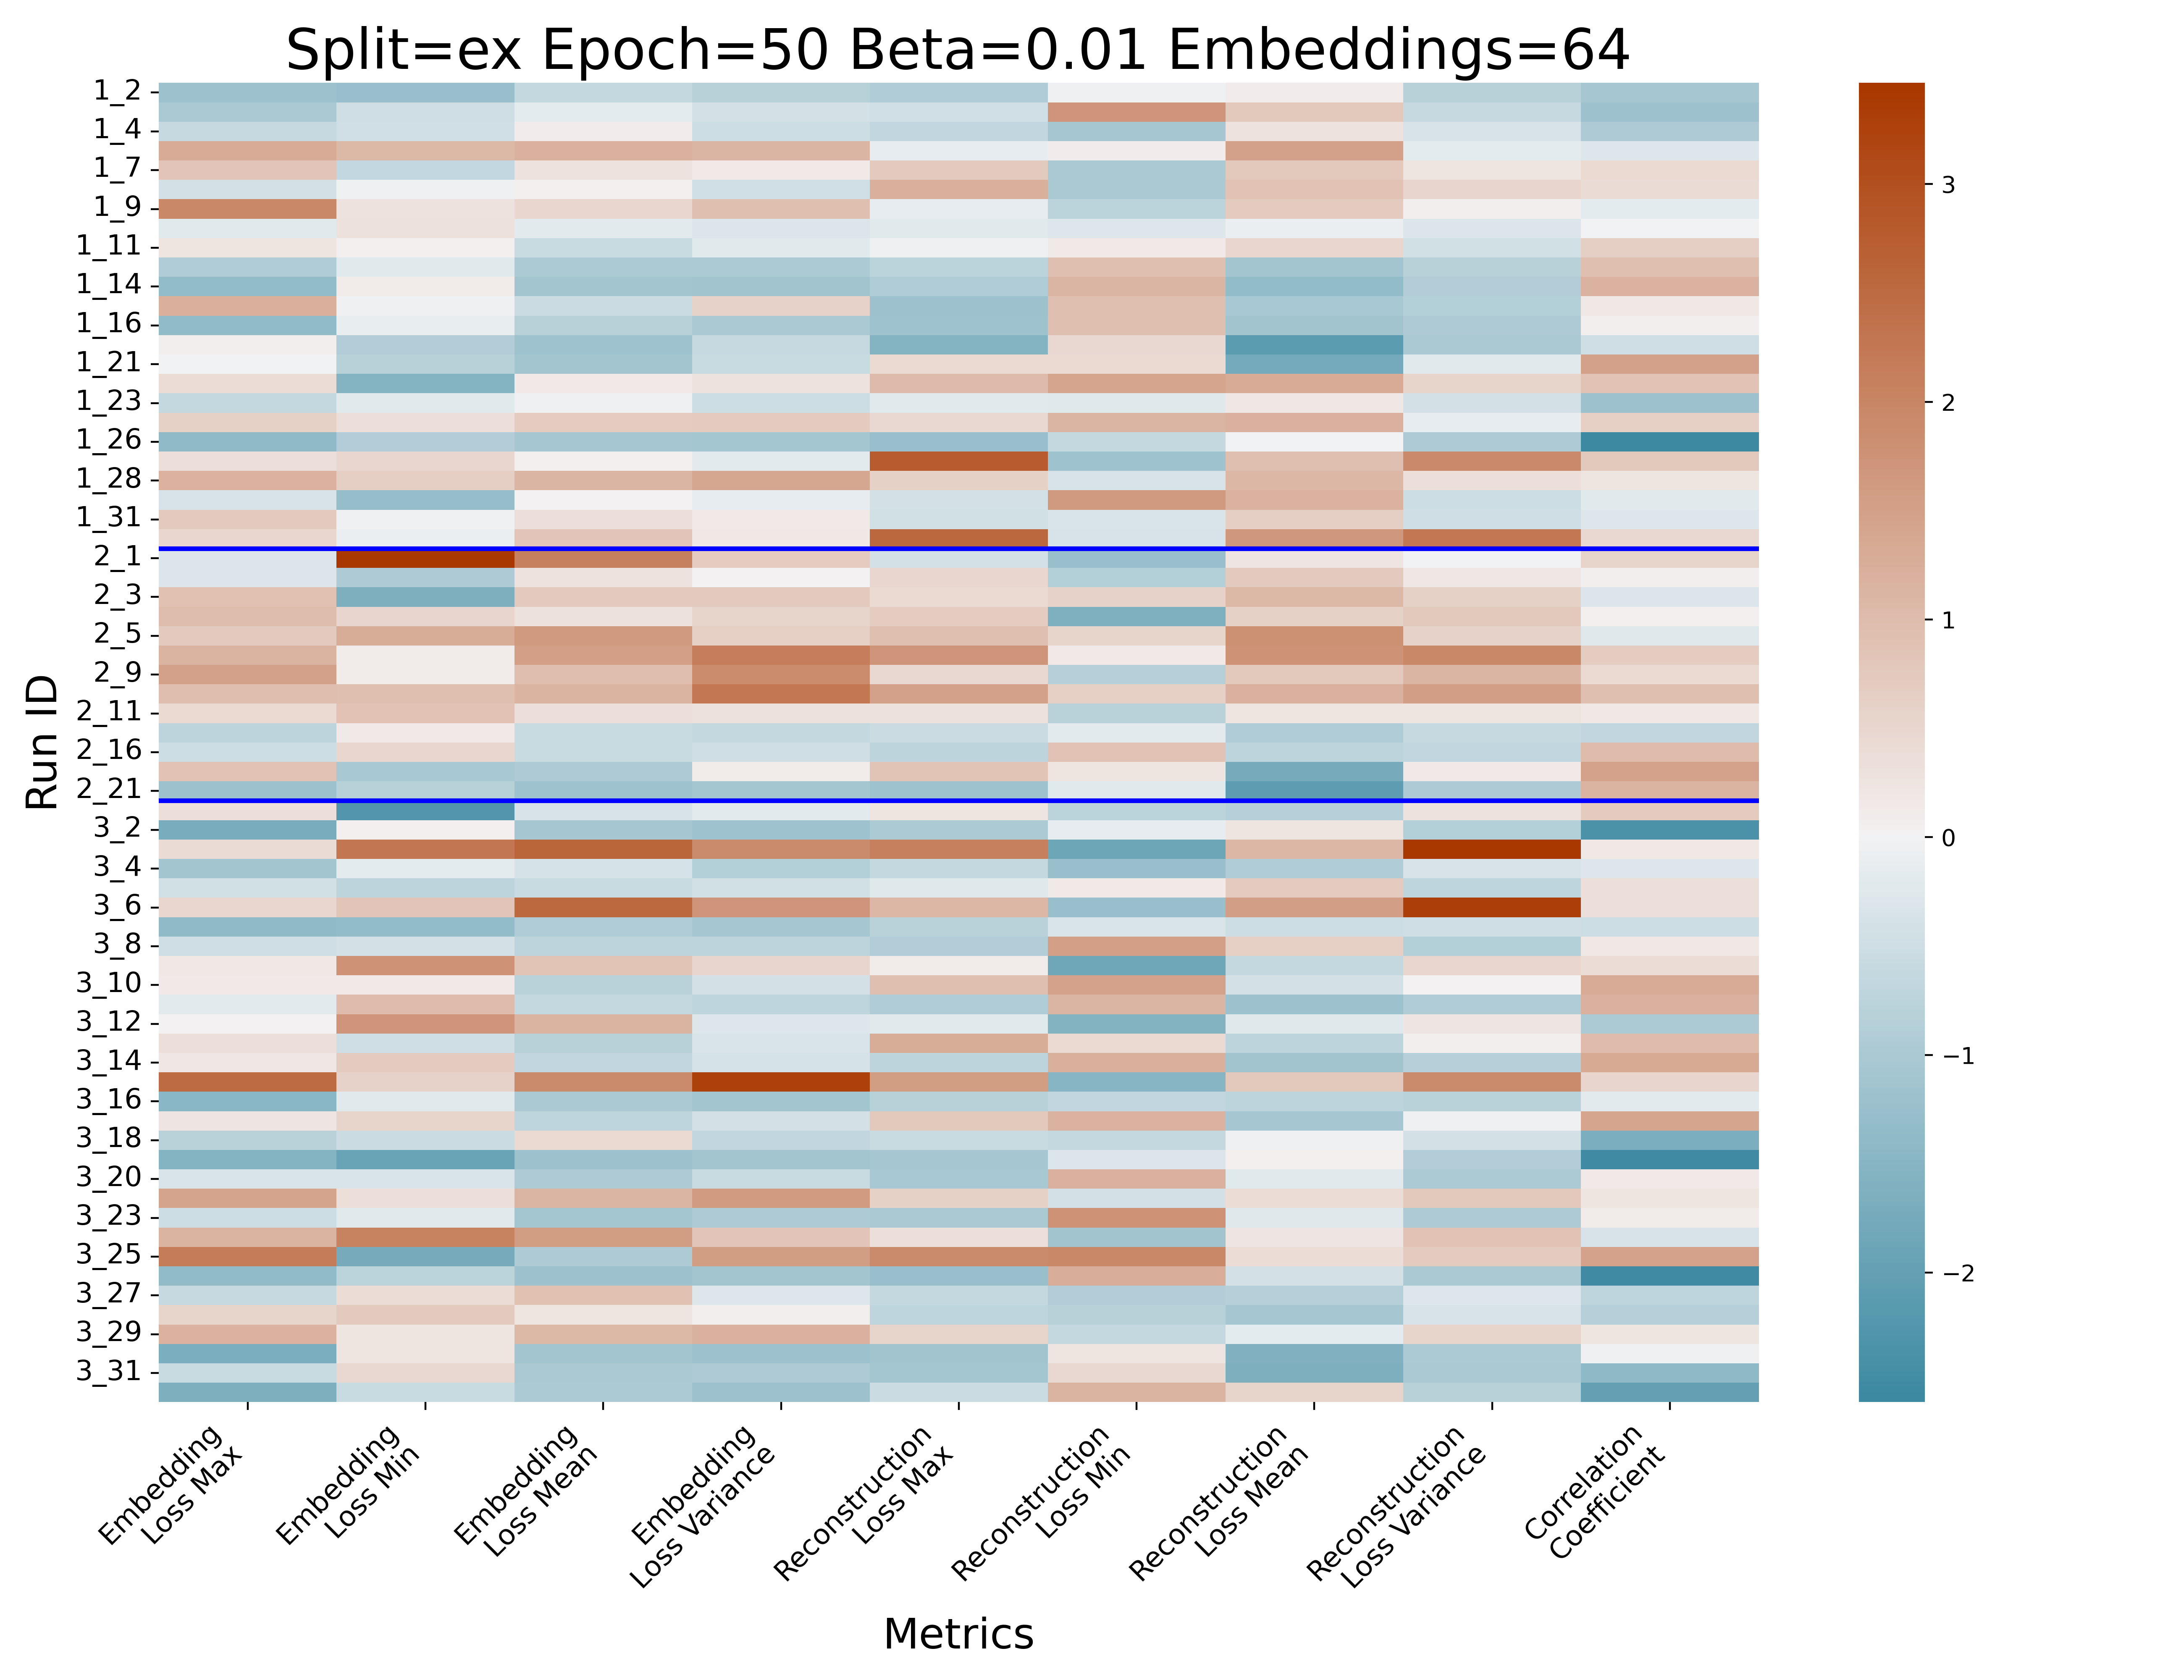 Split=ex Epoch=50 Beta=0.01 Embeddings=64
Run ID
1_2
1_4
1_7
1_9
1_11
1_14
1_16
1_21
1_23
1_26
1_28
1_31
2_1
2_3
2_5
2_9
2_11
2_16
2_21
3_2
3_4
3_6
3_8
3_10
3_12
3_14
3_16
3_18
3_20
3_23
3_25
3_27
3_29
3_31
Embedding
Loss Max
Embedding
Loss Min
Embedding
Loss Mean
Embedding
Loss Variance
Reconstruction
Loss Max
Reconstruction
Loss Min
Reconstruction
Loss Mean
Reconstruction
Loss Variance
Correlation
Coefficient
Metrics
3
2
1
0
−1
−2